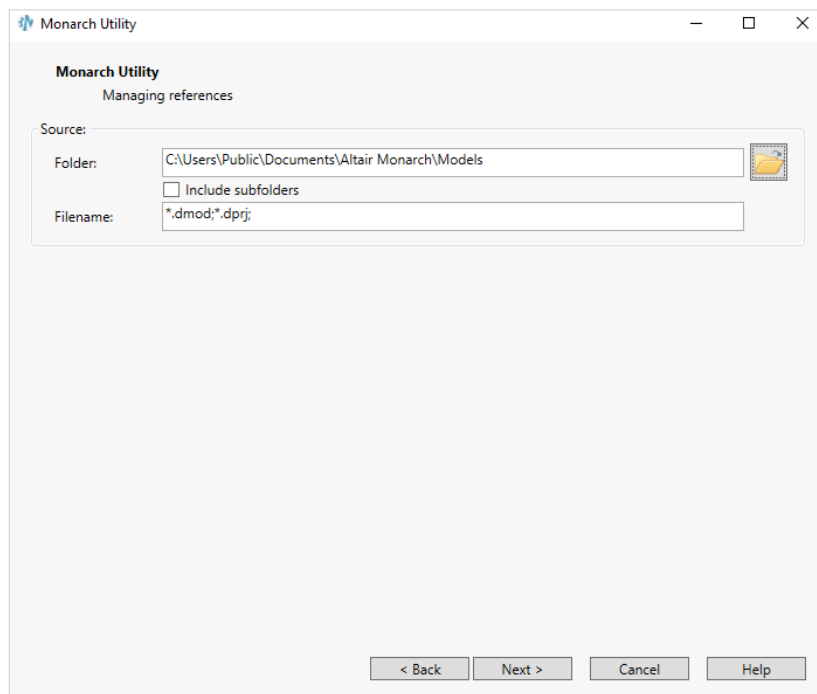 Monarch Utility
Monarch Utility
Managing references
Source:
Folder: C:\Users\Public\Documents\Altair Monarch\Models
Include subfolders
Filename: *.dmod;*.dprj;
< Back Next > Cancel Help